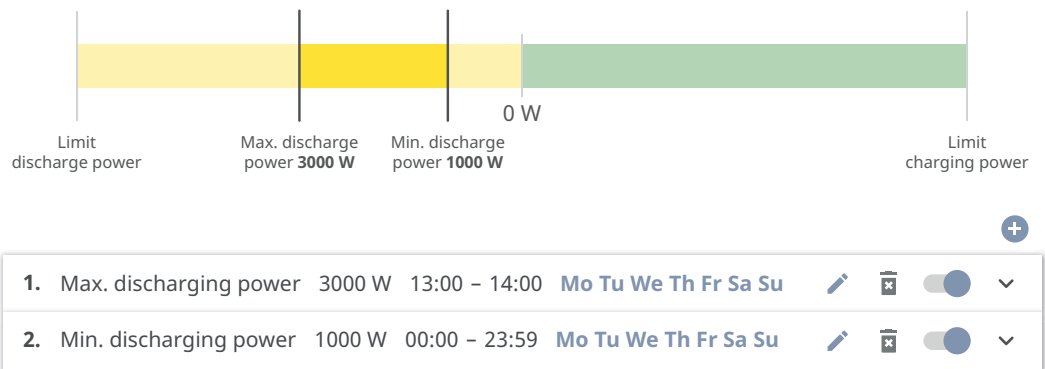 0 W
Limit
discharge power
Max. discharge
power 3000 W
Min. discharge
power 1000 W
Limit
charging power
1. Max. discharging power 3000 W 13:00 – 14:00 Mo Tu We Th Fr Sa Su
2. Min. discharging power 1000 W 00:00 – 23:59 Mo Tu We Th Fr Sa Su